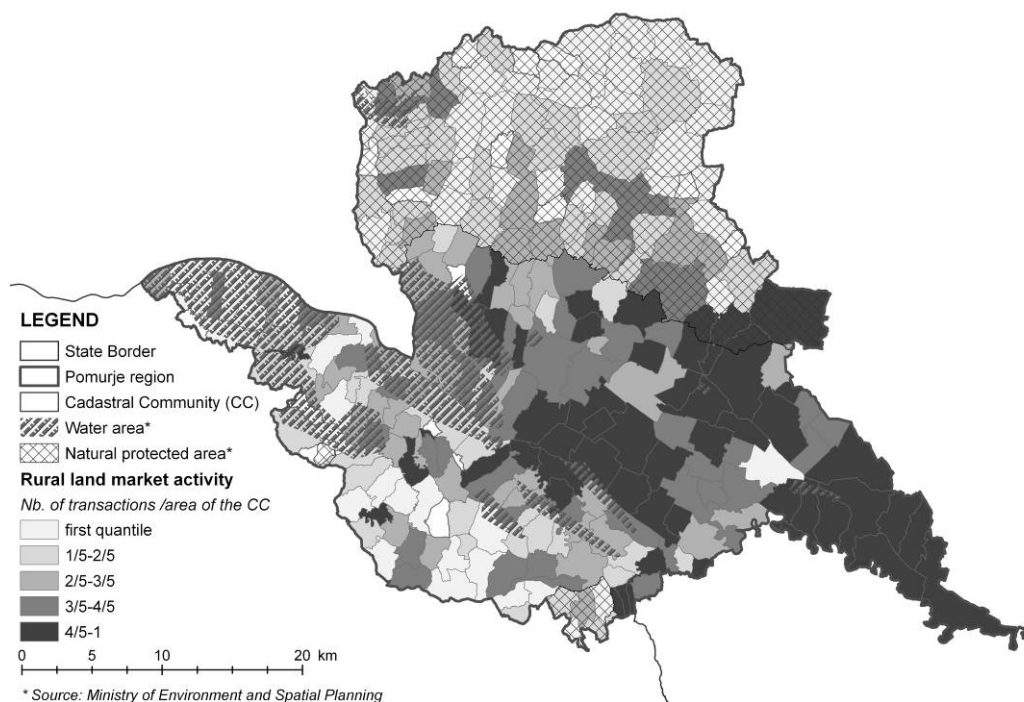 LEGEND
State Border
Pomurje region
Cadastral Community (CC)
Water area*
Natural protected area*
Rural land market activity
Nb. of transactions /area of the CC
first quantile
1/5-2/5
2/5-3/5
3/5-4/5
4/5-1
0 5 10 20 km
* Source: Ministry of Environment and Spatial Planning